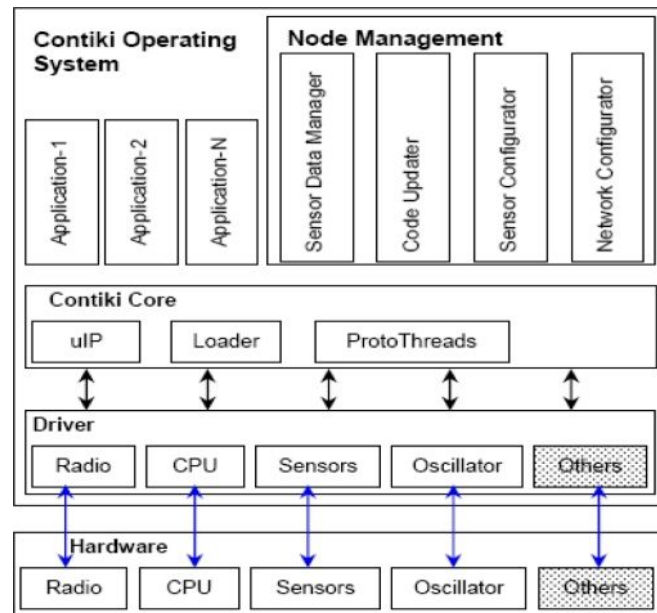 Contiki Operating
System
Node Management
Application-1
Application-2
Application-N
Sensor Data Manager
Code Updater
Sensor Configurator
Network Configurator
Contiki Core
uIP
Loader
ProtoThreads
Driver
Radio
CPU
Sensors
Oscillator
Others
Hardware
Radio
CPU
Sensors
Oscillator
Others